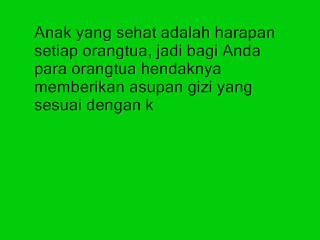 Anak yang sehat adalah harapan
setiap orangtua, jadi bagi Anda
para orangtua hendaknya
memberikan asupan gizi yang
sesuai dengan k